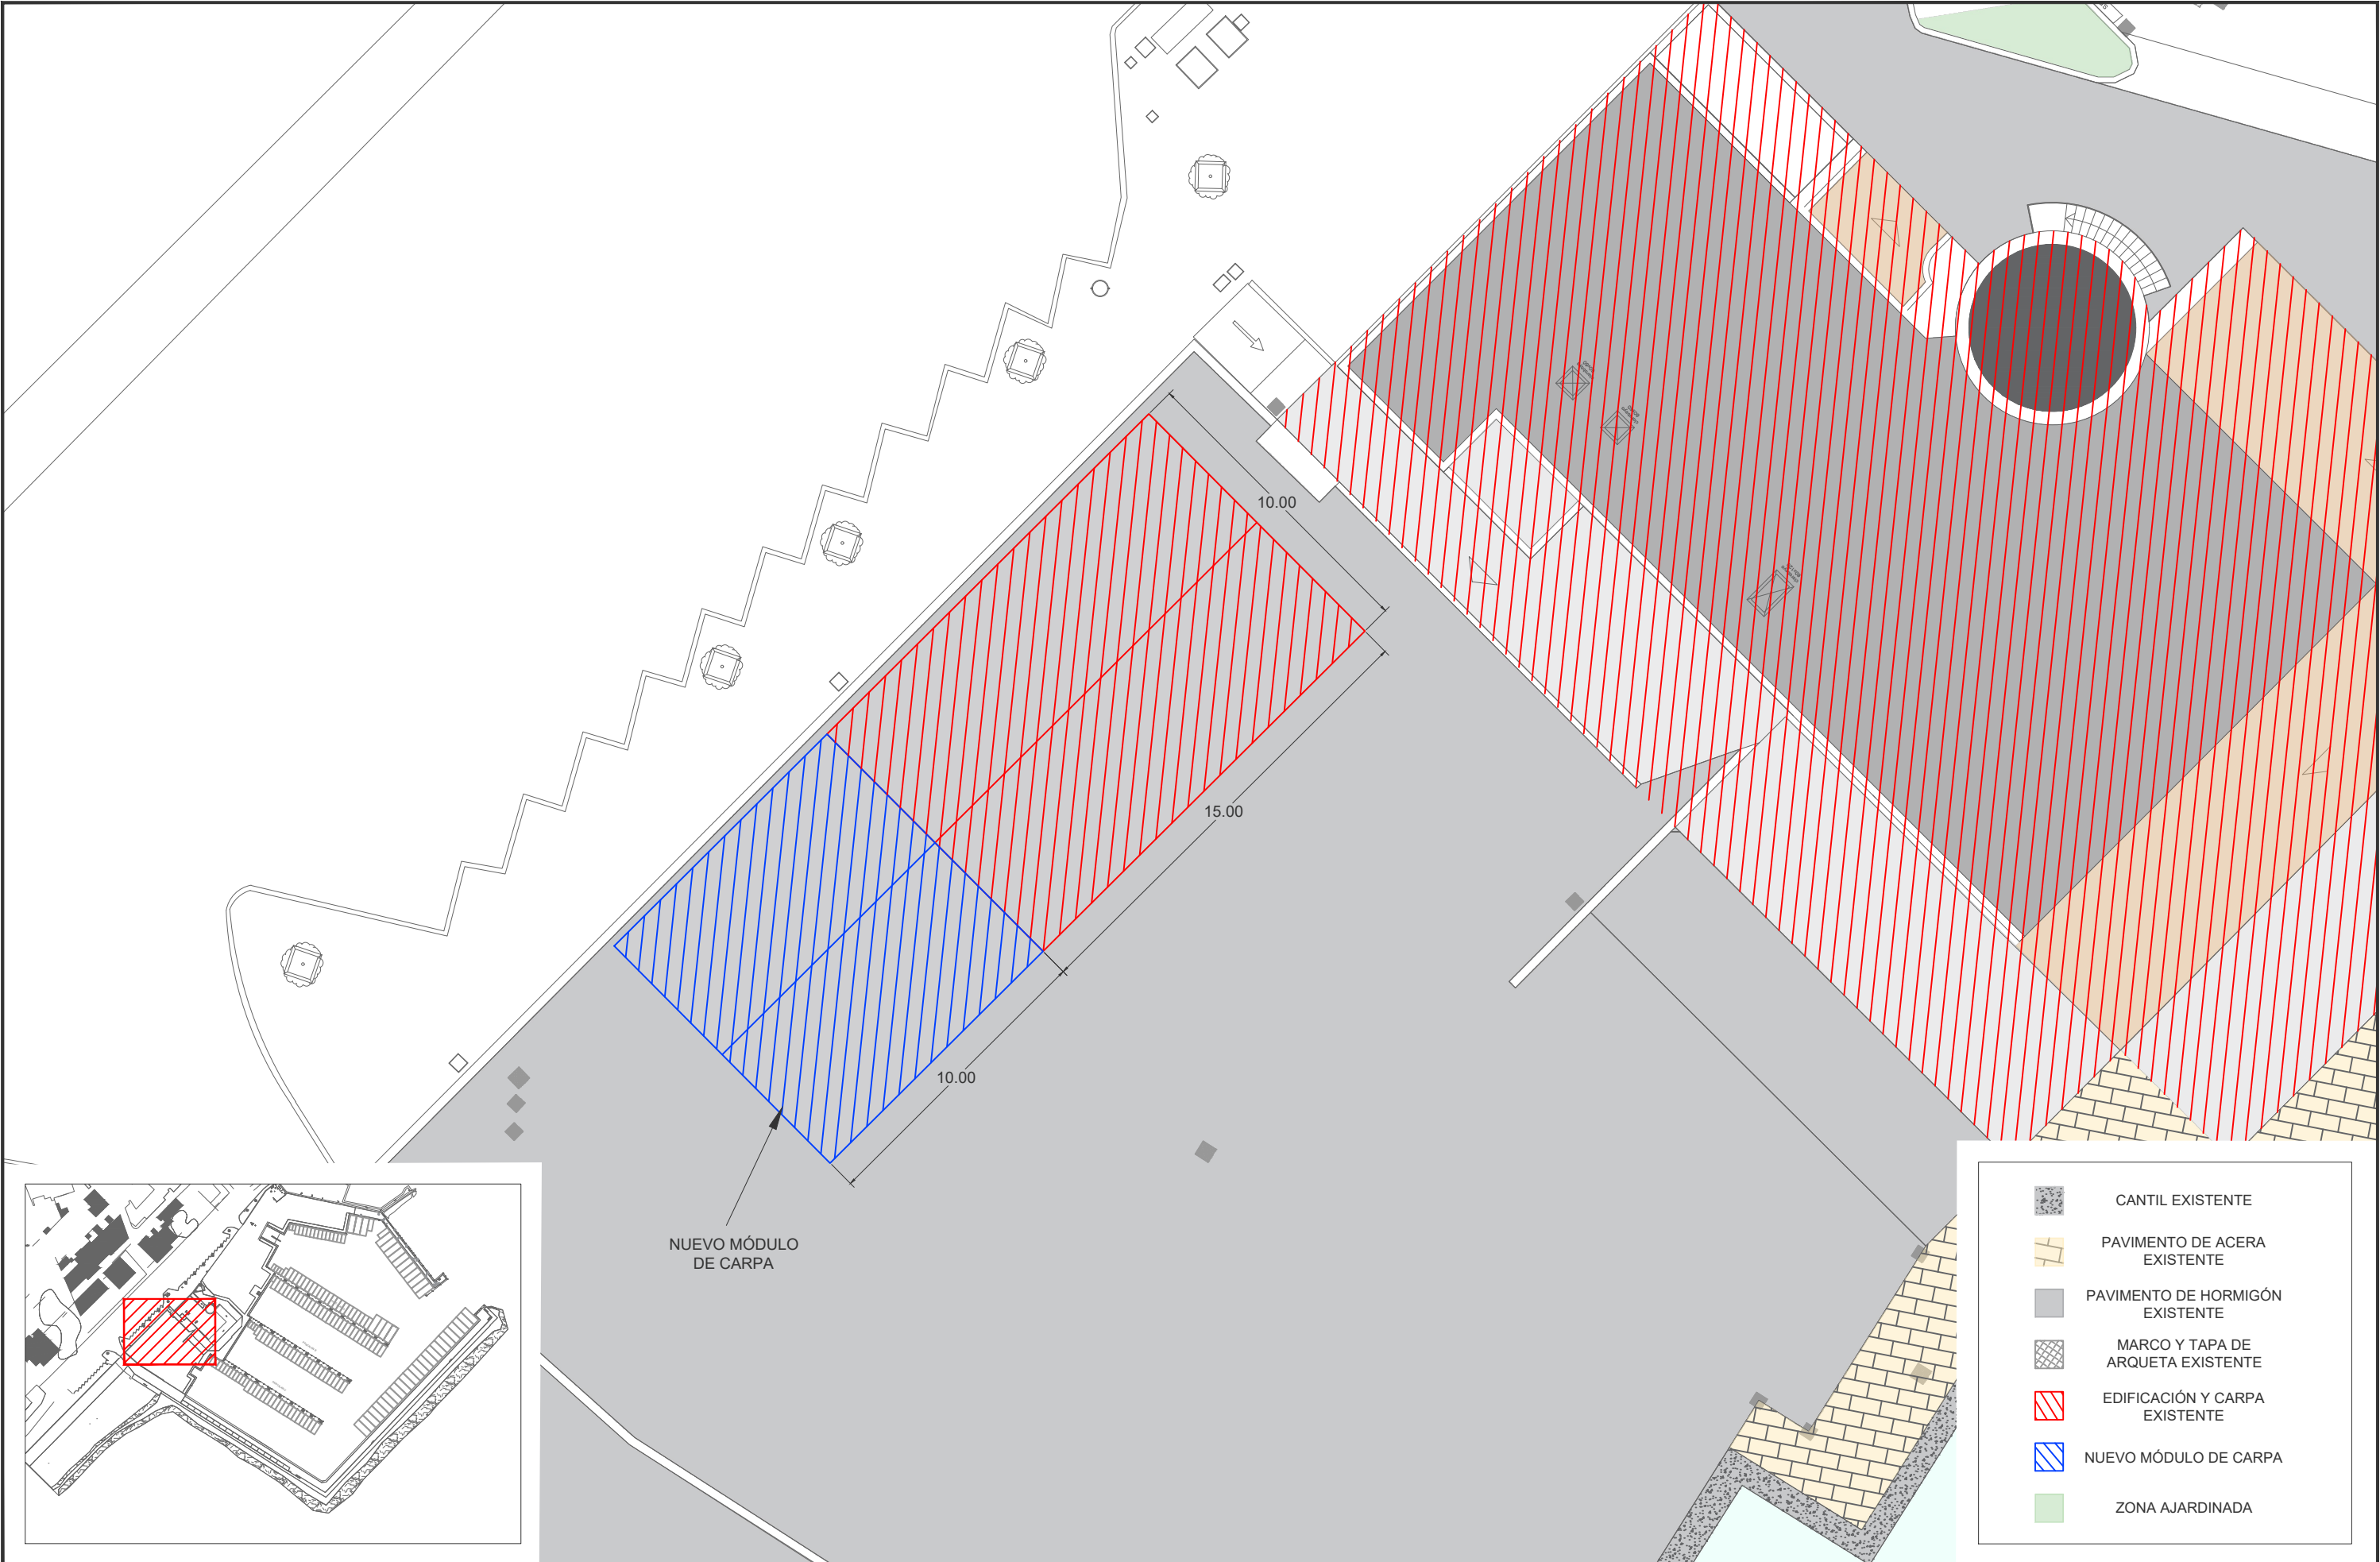 10.00
15.00
10.00
NUEVO MÓDULO
DE CARPA
CANTIL EXISTENTE
PAVIMENTO DE ACERA
EXISTENTE
PAVIMENTO DE HORMIGÓN
EXISTENTE
MARCO Y TAPA DE
ARQUETA EXISTENTE
EDIFICACIÓN Y CARPA
EXISTENTE
NUEVO MÓDULO DE CARPA
ZONA AJARDINADA